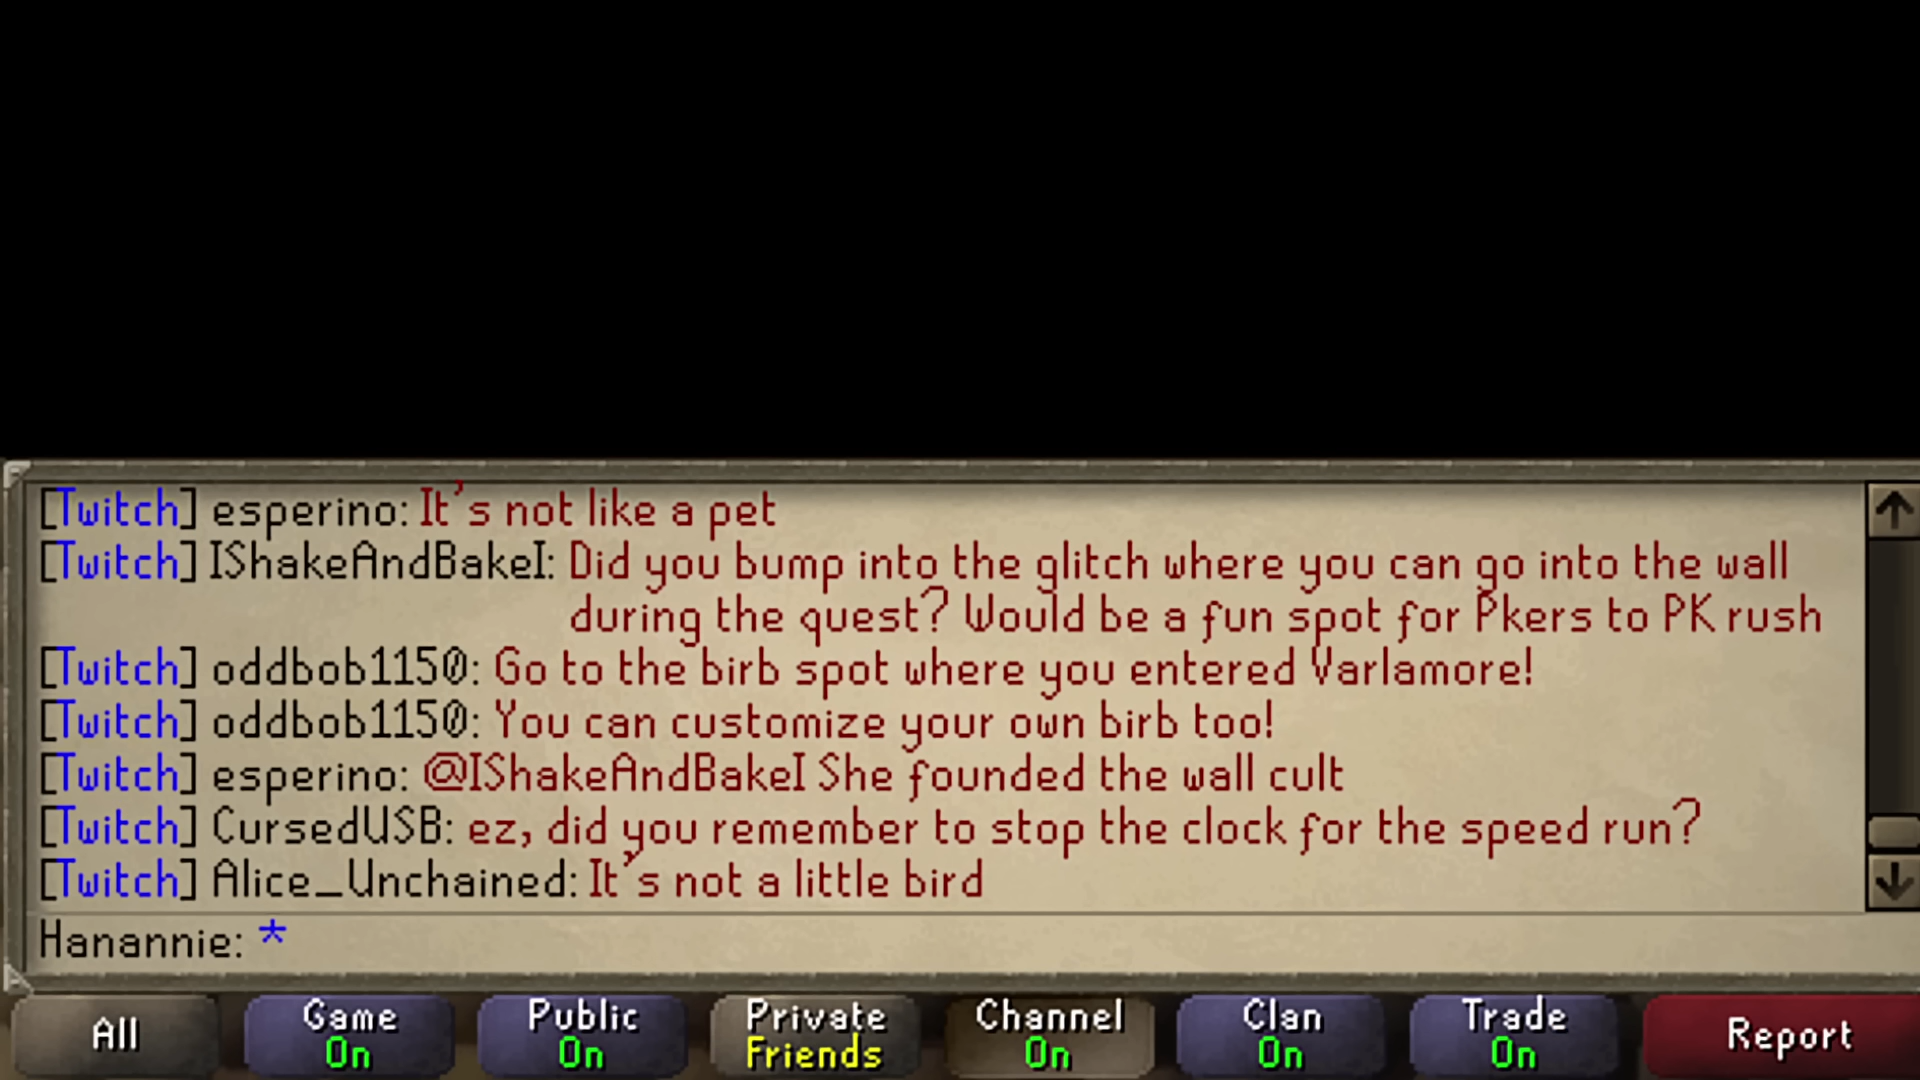 [Twitch] esperino: It's not like a pet
[Twitch] IShakeAndBakeI: Did you bump into the glitch where you can go into the wall
during the quest? Would be a fun spot for Pkers to PK rush
[Twitch] oddbob1150: Go to the birb spot where you entered Varlamore!
[Twitch] oddbob1150: You can customize your own birb too!
[Twitch] esperino: @IShakeAndBakeI She founded the wall cult
[Twitch] CursedUSB: ez, did you remember to stop the clock for the speed run?
[Twitch] Alice_Unchained: It's not a little bird
Hanannie: *
All
Game
On
Public
On
Private
Friends
Channel
On
Clan
On
Trade
On
Report